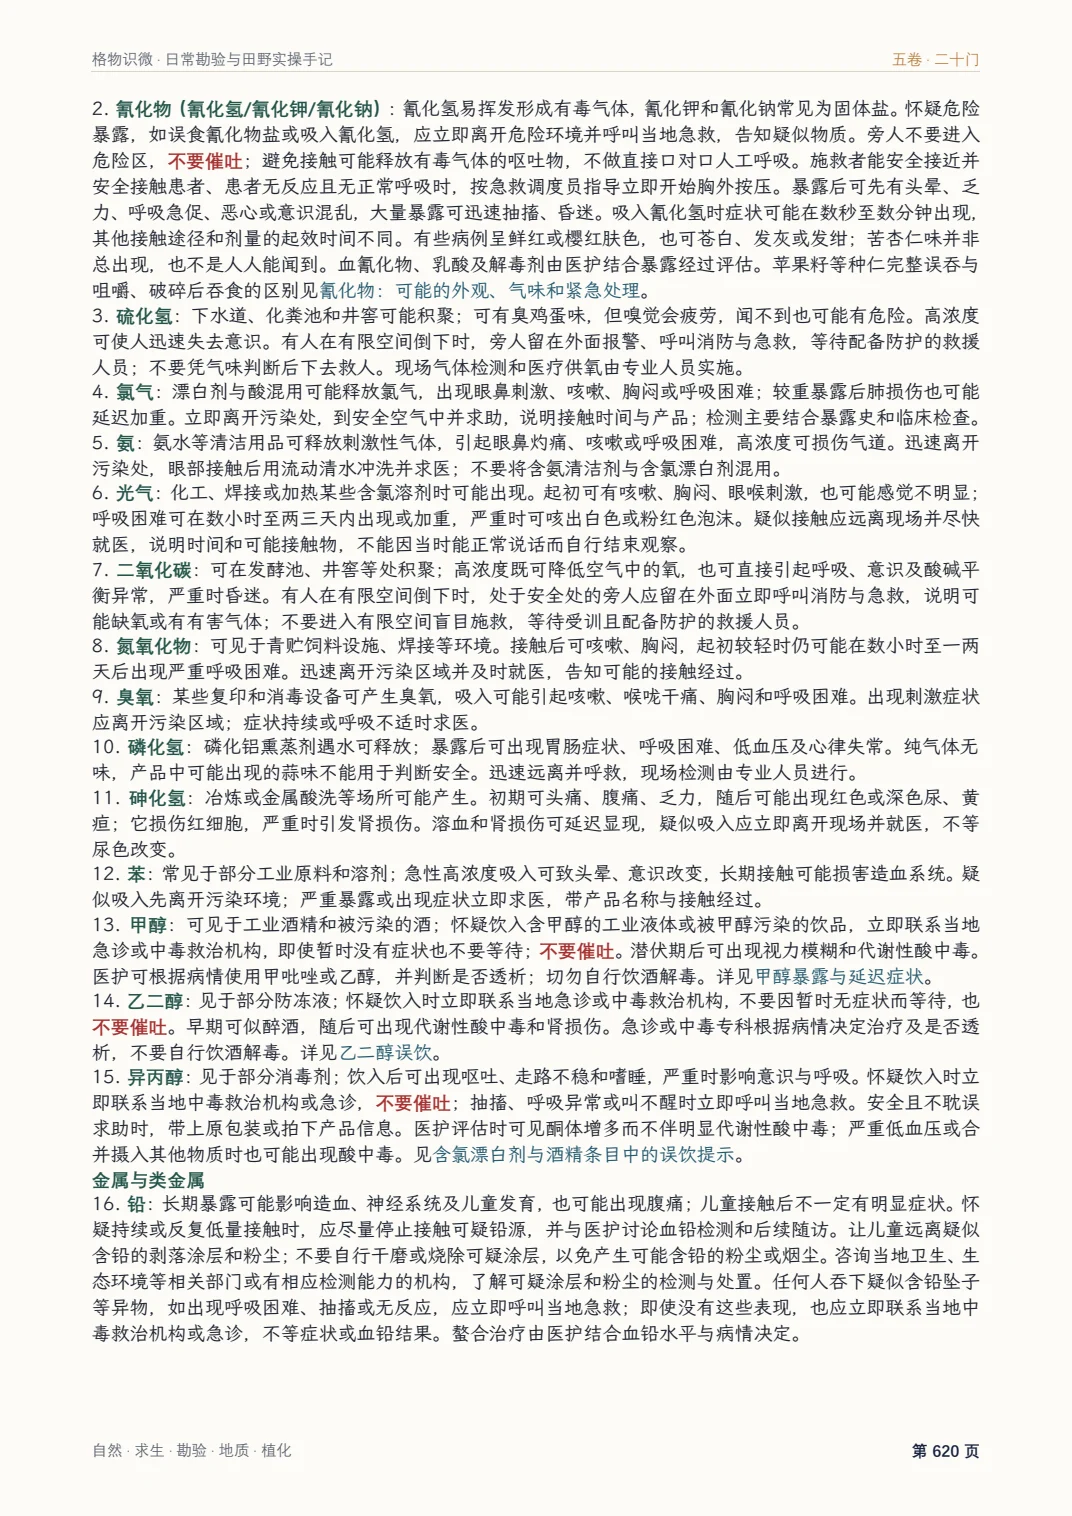 格物识微 · 日常勘验与田野实操手记
五卷 · 二十门
2. 氰化物（氰化氢/氰化钾/氰化钠）: 氰化氢易挥发形成有毒气体，氰化钾和氰化钠常见为固体盐。怀疑危险
暴露，如误食氰化物盐或吸入氰化氢，应立即离开危险环境并呼叫当地急救，告知疑似物质。旁人不要进入
危险区，不要催吐；避免接触可能释放有毒气体的呕吐物，不做直接口对口人工呼吸。施救者能安全接近并
安全接触患者、患者无反应且无正常呼吸时，按急救调度员指导立即开始胸外按压。暴露后可先有头晕、乏
力、呼吸急促、恶心或意识混乱，大量暴露可迅速抽搐、昏迷。吸入氰化氢时症状可能在数秒至数分钟出现，
其他接触途径和剂量的起效时间不同。有些病例呈鲜红或樱红肤色，也可苍白、发灰或发绀；苦杏仁味并非
总出现，也不是人人能闻到。血氰化物、乳酸及解毒剂由医护结合暴露经过评估。苹果籽等种仁完整误吞与
咀嚼、破碎后吞食的区别见氰化物：可能的外观、气味和紧急处理。
3. 硫化氢：下水道、化粪池和井窖可能积聚；可有臭鸡蛋味，但嗅觉会疲劳，闻不到也可能有危险。高浓度
可使人迅速失去意识。有人在有限空间倒下时，旁人留在外面报警、呼叫消防与急救，等待配备防护的救援
人员；不要凭气味判断后下去救人。现场气体检测和医疗供氧由专业人员实施。
4. 氯气：漂白剂与酸混用可能释放氯气，出现眼鼻刺激、咳嗽、胸闷或呼吸困难；较重暴露后肺损伤也可能
延迟加重。立即离开污染处，到安全空气中并求助，说明接触时间与产品；检测主要结合暴露史和临床检查。
5. 氨：氨水等清洁用品可释放刺激性气体，引起眼鼻灼痛、咳嗽或呼吸困难，高浓度可损伤气道。迅速离开
污染处，眼部接触后用流动清水冲洗并求医；不要将含氨清洁剂与含氯漂白剂混用。
6. 光气：化工、焊接或加热某些含氯溶剂时可能出现。起初可有咳嗽、胸闷、眼喉刺激，也可能感觉不明显；
呼吸困难可在数小时至两三天内出现或加重，严重时可咳出白色或粉红色泡沫。疑似接触应远离现场并尽快
就医，说明时间和可能接触物，不能因当时能正常说话而自行结束观察。
7. 二氧化碳：可在发酵池、井窖等处积聚；高浓度既可降低空气中的氧，也可直接引起呼吸、意识及酸碱平
衡异常，严重时昏迷。有人在有限空间倒下时，处于安全处的旁人应留在外面立即呼叫消防与急救，说明可
能缺氧或有有害气体；不要进入有限空间盲目施救，等待受训且配备防护的救援人员。
8. 氮氧化物：可见于青贮饲料设施、焊接等环境。接触后可咳嗽、胸闷，起初较轻时仍可能在数小时至一两
天后出现严重呼吸困难。迅速离开污染区域并及时就医，告知可能的接触经过。
9. 臭氧：某些复印和消毒设备可产生臭氧，吸入可能引起咳嗽、喉咙干痛、胸闷和呼吸困难。出现刺激症状
应离开污染区域；症状持续或呼吸不适时求医。
10. 磷化氢：磷化铝熏蒸剂遇水可释放；暴露后可出现胃肠症状、呼吸困难、低血压及心律失常。纯气体无
味，产品中可能出现的蒜味不能用于判断安全。迅速远离并呼救，现场检测由专业人员进行。
11. 砷化氢：冶炼或金属酸洗等场所可能产生。初期可头痛、腹痛、乏力，随后可能出现红色或深色尿、黄
疸；它损伤红细胞，严重时引发肾损伤。溶血和肾损伤可延迟显现，疑似吸入应立即离开现场并就医，不等
尿色改变。
12. 苯：常见于部分工业原料和溶剂；急性高浓度吸入可致头晕、意识改变，长期接触可能损害造血系统。疑
似吸入先离开污染环境；严重暴露或出现症状立即求医，带产品名称与接触经过。
13. 甲醇：可见于工业酒精和被污染的酒；怀疑饮入含甲醇的工业液体或被甲醇污染的饮品，立即联系当地
急诊或中毒救治机构，即使暂时没有症状也不要等待；不要催吐。潜伏期后可出现视力模糊和代谢性酸中毒。
医护可根据病情使用甲吡唑或乙醇，并判断是否透析；切勿自行饮酒解毒。详见甲醇暴露与延迟症状。
14. 乙二醇：见于部分防冻液；怀疑饮入时立即联系当地急诊或中毒救治机构，不要因暂时无症状而等待，也
不要催吐。早期可似醉酒，随后可出现代谢性酸中毒和肾损伤。急诊或中毒专科根据病情决定治疗及是否透
析，不要自行饮酒解毒。详见乙二醇误饮。
15. 异丙醇：见于部分消毒剂；饮入后可出现呕吐、走路不稳和嗜睡，严重时影响意识与呼吸。怀疑饮入时立
即联系当地中毒救治机构或急诊，不要催吐；抽搐、呼吸异常或叫不醒时立即呼叫当地急救。安全且不耽误
求助时，带上原包装或拍下产品信息。医护评估时可见酮体增多而不伴明显代谢性酸中毒；严重低血压或合
并摄入其他物质时也可能出现酸中毒。见含氯漂白剂与酒精条目中的误饮提示。
金属与类金属
16. 铅：长期暴露可能影响造血、神经系统及儿童发育，也可能出现腹痛；儿童接触后不一定有明显症状。怀
疑持续或反复低量接触时，应尽量停止接触可疑铅源，并与医护讨论血铅检测和后续随访。让儿童远离疑似
含铅的剥落涂层和粉尘；不要自行干磨或烧除可疑涂层，以免产生可能含铅的粉尘或烟尘。咨询当地卫生、生
态环境等相关部门或有相应检测能力的机构，了解可疑涂层和粉尘的检测与处置。任何人吞下疑似含铅坠子
等异物，如出现呼吸困难、抽搐或无反应，应立即呼叫当地急救；即使没有这些表现，也应立即联系当地中
毒救治机构或急诊，不等症状或血铅结果。螯合治疗由医护结合血铅水平与病情决定。
自然 · 求生 · 勘验 · 地质 · 植化
第 620 页